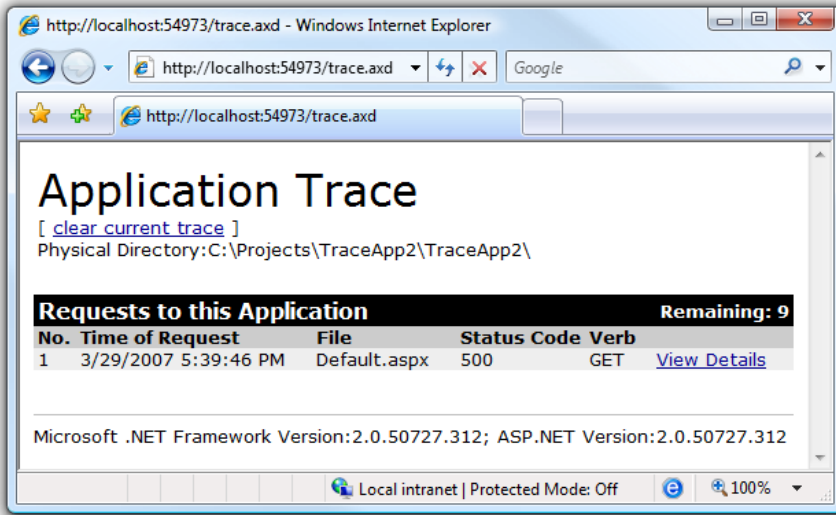 http://localhost:54973/trace.axd - Windows Internet Explorer
http://localhost:54973/trace.axd Google
http://localhost:54973/trace.axd
Application Trace
[ clear current trace ]
Physical Directory:C:\Projects\TraceApp2\TraceApp2\
Requests to this Application Remaining: 9
No. Time of Request File Status Code Verb
1 3/29/2007 5:39:46 PM Default.aspx 500 GET View Details
Microsoft .NET Framework Version:2.0.50727.312; ASP.NET Version:2.0.50727.312
Local intranet | Protected Mode: Off 100%